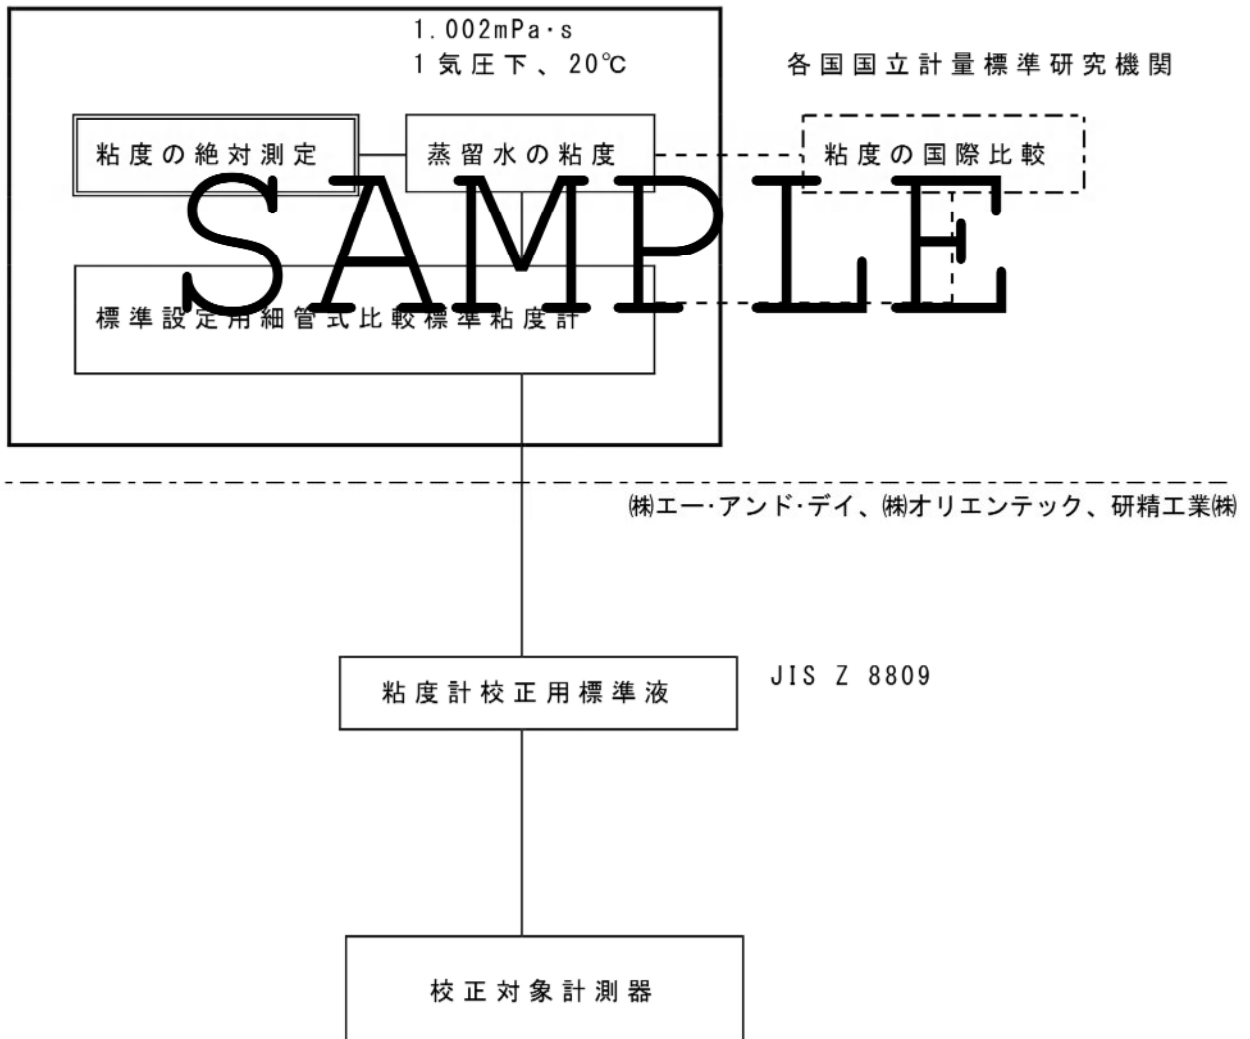 1.002mPa･s
1気圧下、20℃
各国国立計量標準研究機関
粘度の絶対測定
蒸留水の粘度
粘度の国際比較
SAMPLE
標準設定用細管式比較標準粘度計
㈱エー･アンド･デイ、㈱オリエンテック、研精工業㈱
粘度計校正用標準液
JIS Z 8809
校正対象計測器